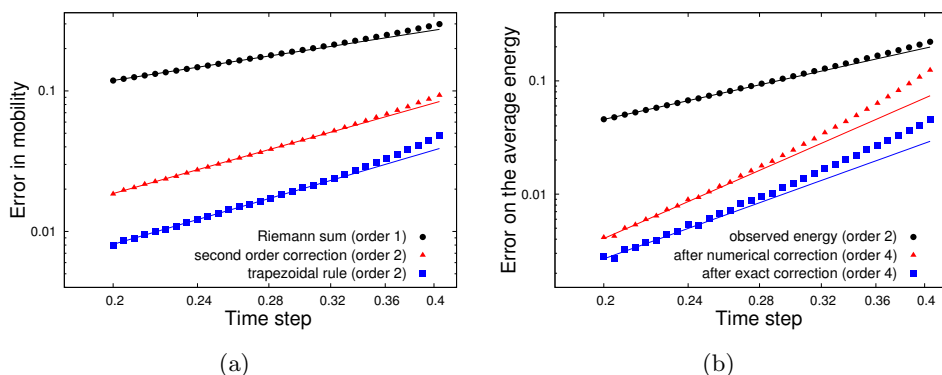 0.1
0.01
Error in mobility
Riemann sum (order 1)
second order correction (order 2)
trapezoidal rule (order 2)
0.2 0.24 0.28 0.32 0.36 0.4
Time step
(a)
0.1
0.01
Error on the average energy
observed energy (order 2)
after numerical correction (order 4)
after exact correction (order 4)
0.2 0.24 0.28 0.32 0.36 0.4
Time step
(b)